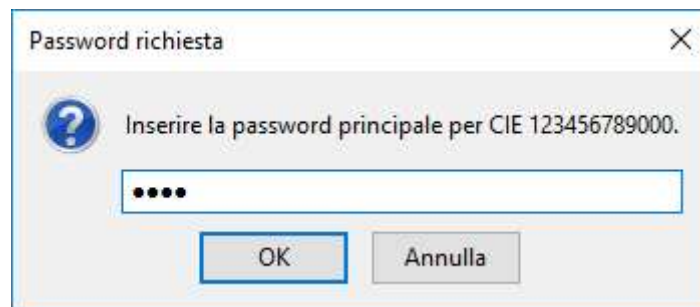 Password richiesta
Inserire la password principale per CIE 123456789000.
••••
OK
Annulla